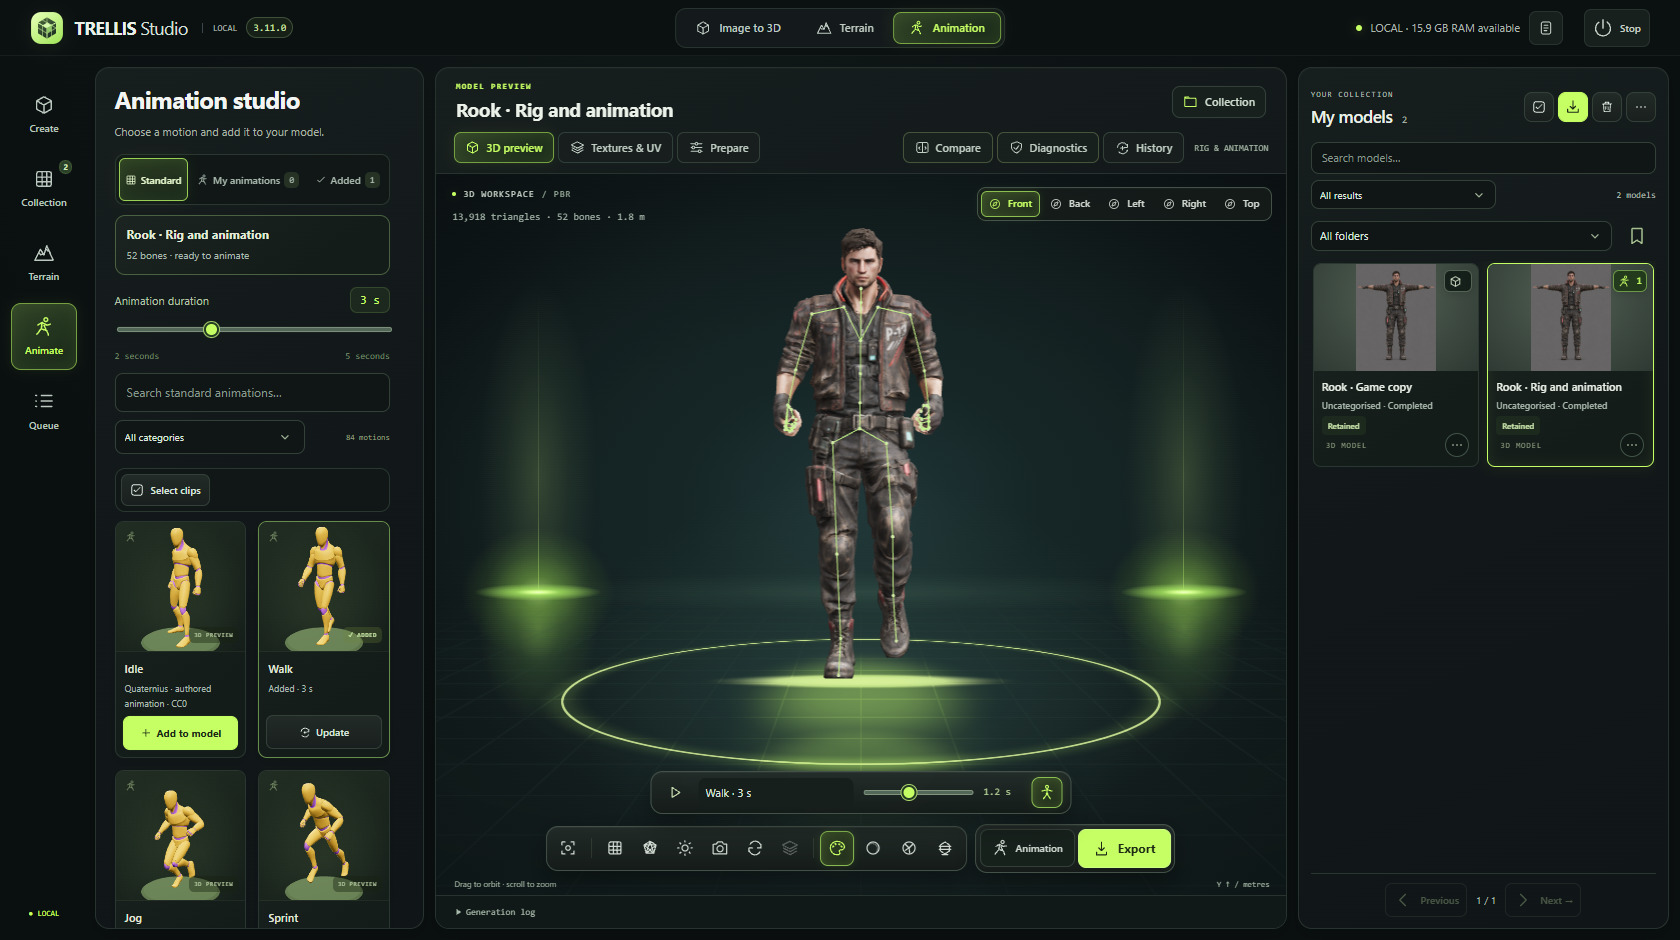 TRELLIS Studio
LOCAL
3.11.0
Image to 3D
Terrain
Animation
LOCAL · 15.9 GB RAM available
Stop
Create
2
Collection
Terrain
Animate
Queue
LOCAL
Animation studio
Choose a motion and add it to your model.
Standard
My animations 0
Added 1
Rook · Rig and animation
52 bones · ready to animate
Animation duration
3 s
2 seconds
5 seconds
Search standard animations...
All categories
84 motions
Select clips
3D PREVIEW
Idle
Quaternius · authored
animation · CC0
+ Add to model
✓ ADDED
Walk
Added · 3 s
Update
3D PREVIEW
Jog
3D PREVIEW
Sprint
MODEL PREVIEW
Rook · Rig and animation
Collection
3D preview
Textures & UV
Prepare
Compare
Diagnostics
History
RIG & ANIMATION
3D WORKSPACE / PBR
13,918 triangles · 52 bones · 1.8 m
Front
Back
Left
Right
Top
Walk · 3 s
1.2 s
Animation
Export
Drag to orbit · scroll to zoom
Y ↑ / metres
Generation log
YOUR COLLECTION
My models 2
Search models...
All results
2 models
All folders
Rook · Game copy
Uncategorised · Completed
Retained
3D MODEL
1
Rook · Rig and animation
Uncategorised · Completed
Retained
3D MODEL
Previous
1 / 1
Next →